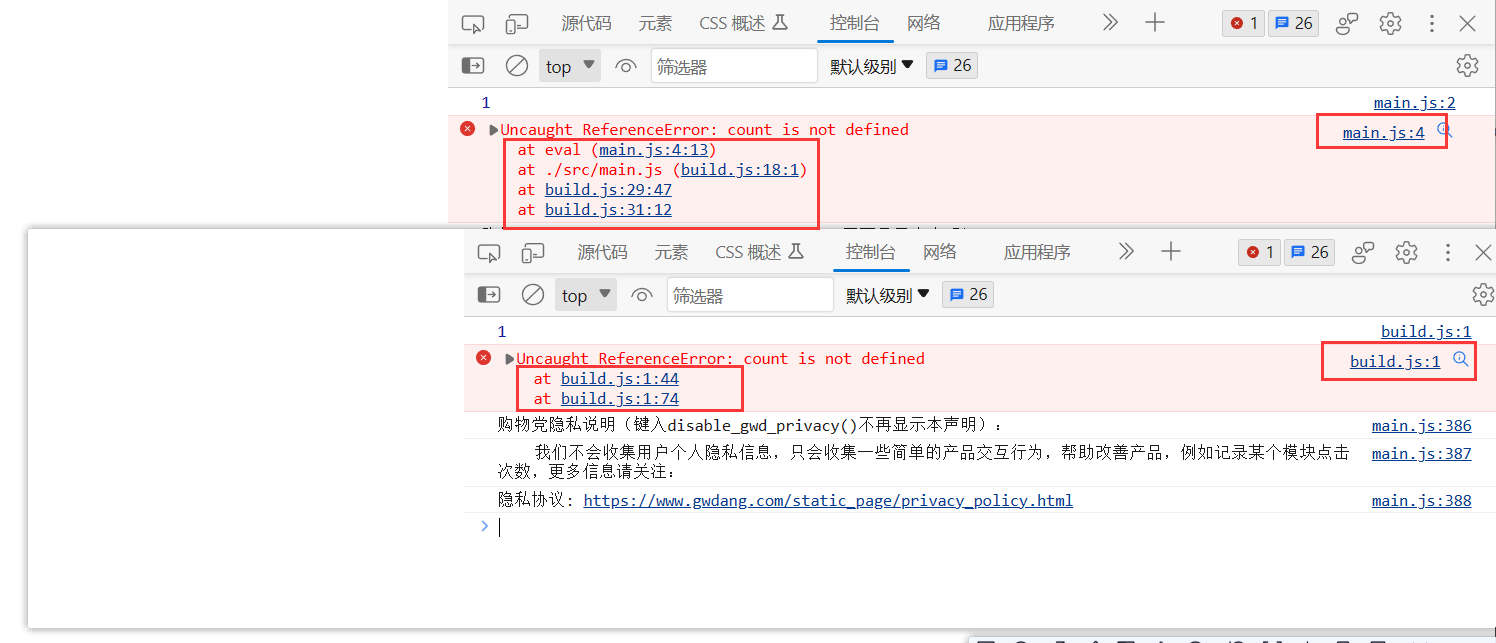 源代码 元素 CSS 概述 控制台 网络 应用程序 1 26
top 筛选器 默认级别 26
1 main.js:2
Uncaught ReferenceError: count is not defined main.js:4
at eval (main.js:4:13)
at ./src/main.js (build.js:18:1)
at build.js:29:47
at build.js:31:12
源代码 元素 CSS 概述 控制台 网络 应用程序 1 26
top 筛选器 默认级别 26
1 build.js:1
Uncaught ReferenceError: count is not defined build.js:1
at build.js:1:44
at build.js:1:74
购物党隐私说明（键入disable_gwd_privacy()不再显示本声明）： main.js:386
我们不会收集用户个人隐私信息，只会收集一些简单的产品交互行为，帮助改善产品，例如记录某个模块点击 main.js:387
次数，更多信息请关注：
隐私协议: https://www.gwdang.com/static_page/privacy_policy.html main.js:388